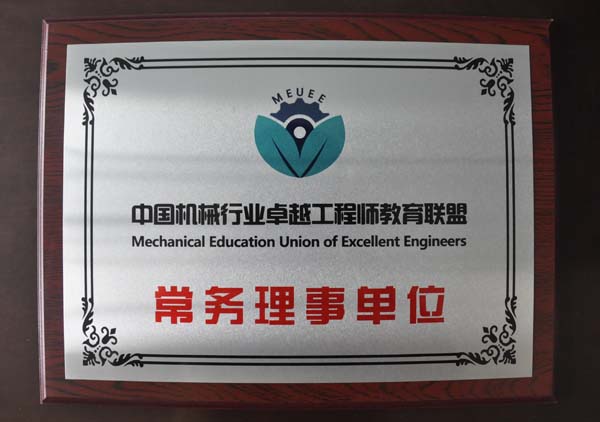 MEUEE
中国机械行业卓越工程师教育联盟
Mechanical Education Union of Excellent Engineers
常务理事单位